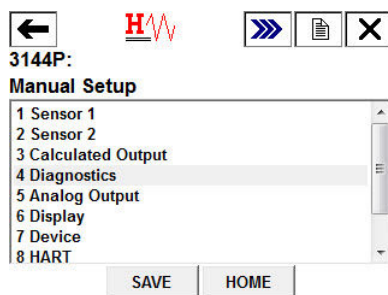 H
3144P:
Manual Setup
1 Sensor 1
2 Sensor 2
3 Calculated Output
4 Diagnostics
5 Analog Output
6 Display
7 Device
8 HART
SAVE HOME